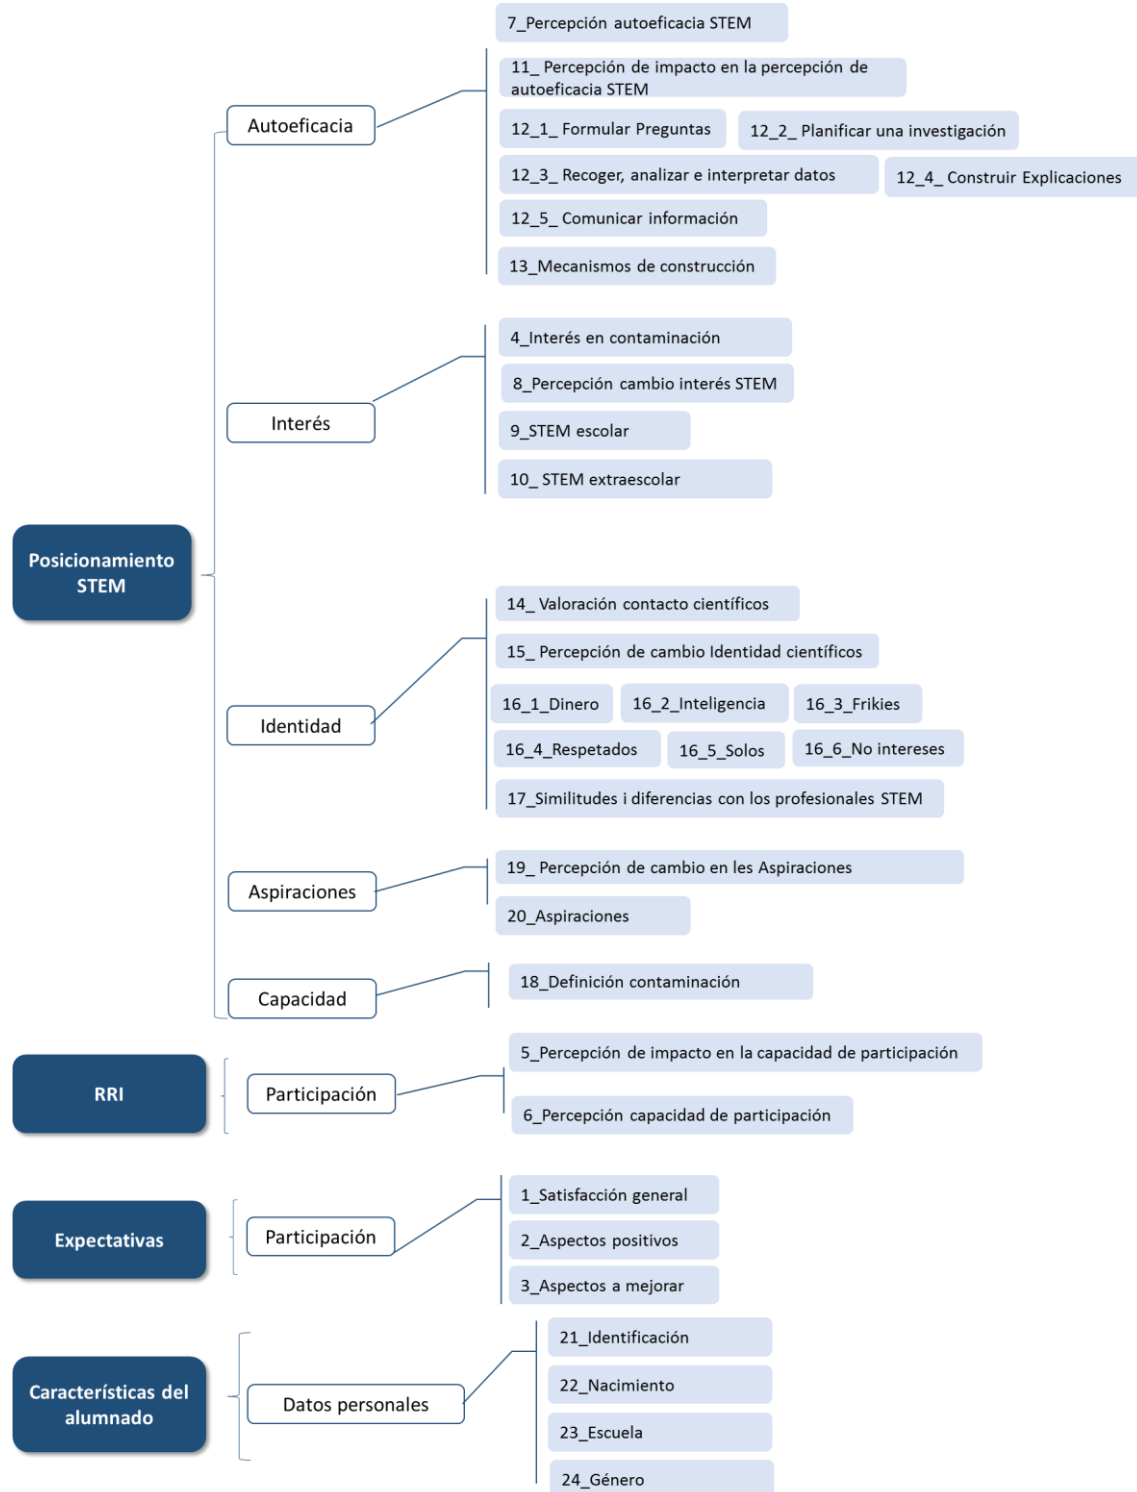 7_Percepción autoeficacia STEM
11_ Percepción de impacto en la percepción de
autoeficacia STEM
Autoeficacia
12_1_ Formular Preguntas
12_2_ Planificar una investigación
12_3_ Recoger, analizar e interpretar datos
12_4_ Construir Explicaciones
12_5_ Comunicar información
13_Mecanismos de construcción
4_Interés en contaminación
8_Percepción cambio interés STEM
Interés
9_STEM escolar
10_ STEM extraescolar
Posicionamiento
STEM
14_ Valoración contacto científicos
15_ Percepción de cambio Identidad científicos
16_1_Dinero
16_2_Inteligencia
16_3_Frikies
Identidad
16_4_Respetados
16_5_Solos
16_6_No intereses
17_Similitudes i diferencias con los profesionales STEM
19_ Percepción de cambio en les Aspiraciones
Aspiraciones
20_Aspiraciones
Capacidad
18_Definición contaminación
RRI
Participación
5_Percepción de impacto en la capacidad de participación
6_Percepción capacidad de participación
Expectativas
Participación
1_Satisfacción general
2_Aspectos positivos
3_Aspectos a mejorar
Características del
alumnado
Datos personales
21_Identificación
22_Nacimiento
23_Escuela
24_Género